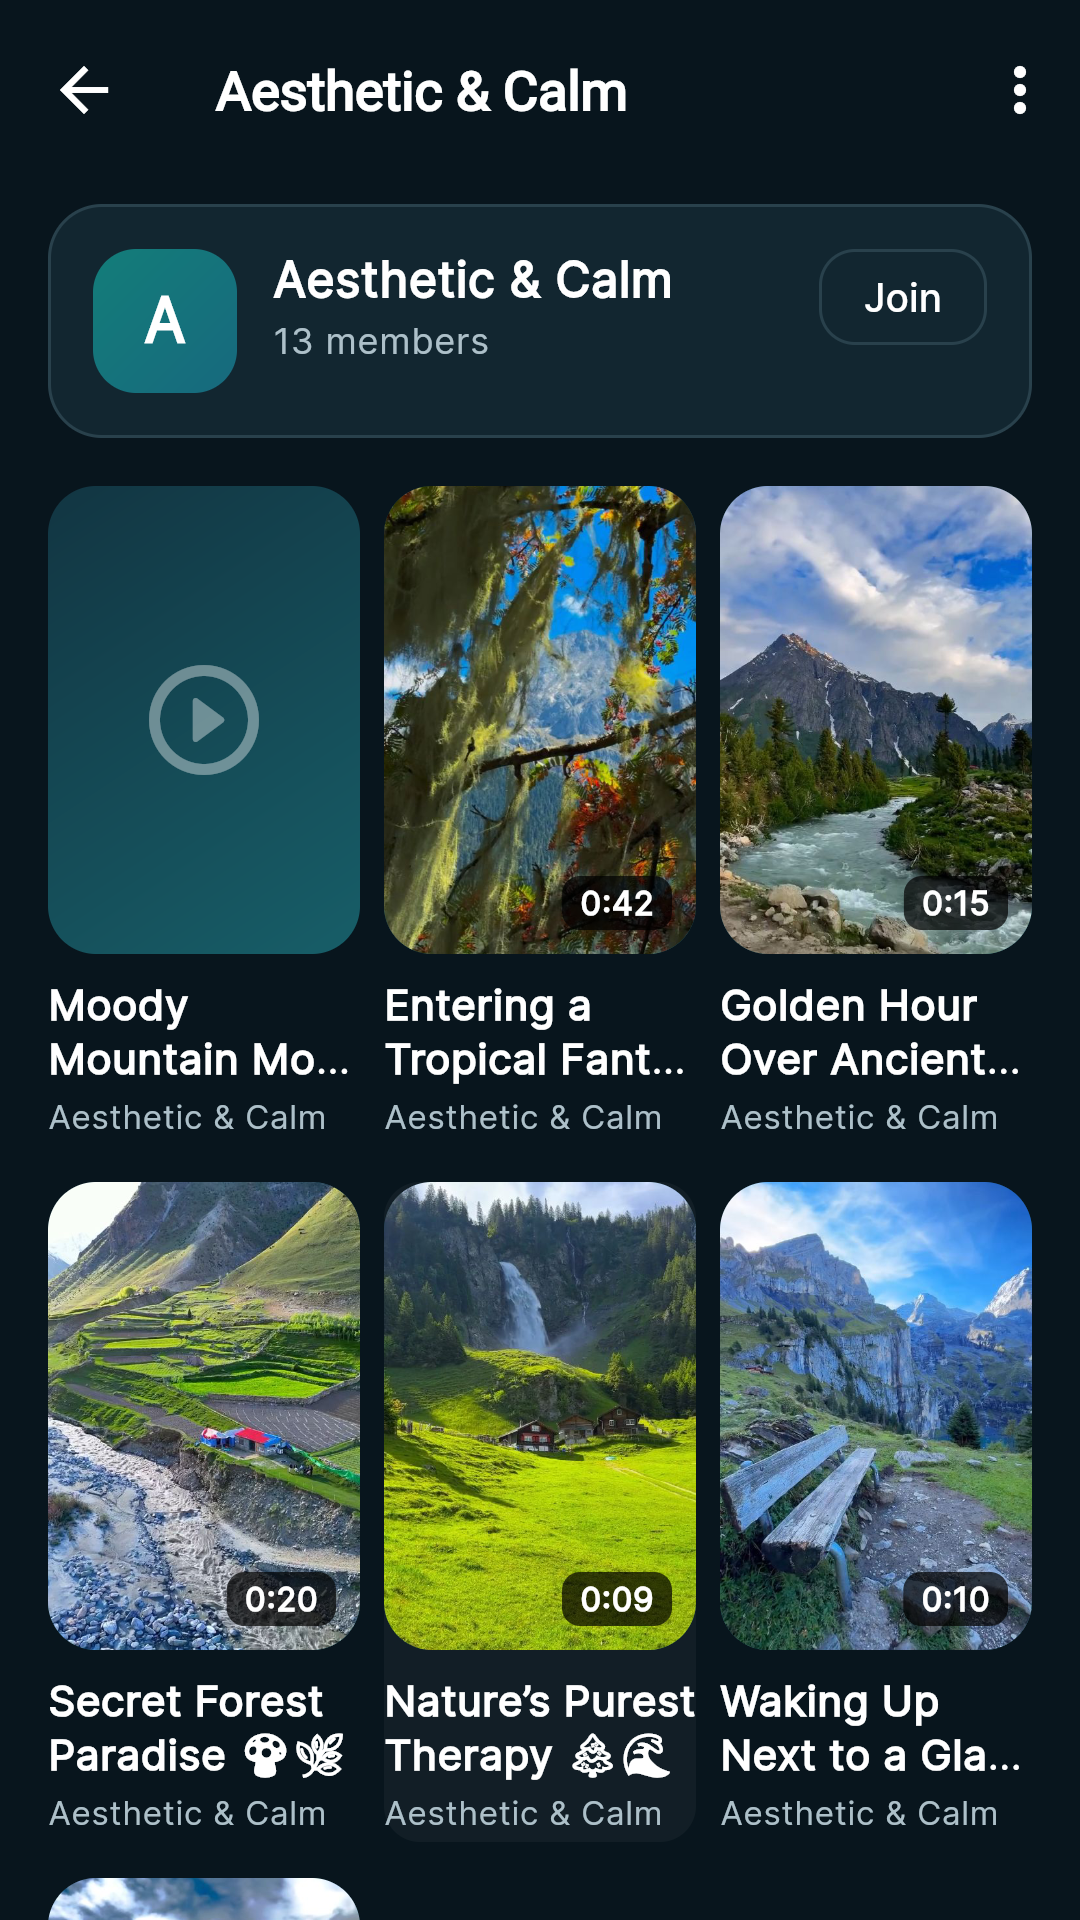 Aesthetic & Calm
A
Aesthetic & Calm
13 members
Join
0:42
0:15
Moody
Mountain Mo...
Aesthetic & Calm
Entering a
Tropical Fant...
Aesthetic & Calm
Golden Hour
Over Ancient...
Aesthetic & Calm
0:20
0:09
0:10
Secret Forest
Paradise 🍄🌿
Aesthetic & Calm
Nature’s Purest
Therapy 🌲🌊
Aesthetic & Calm
Waking Up
Next to a Gla...
Aesthetic & Calm